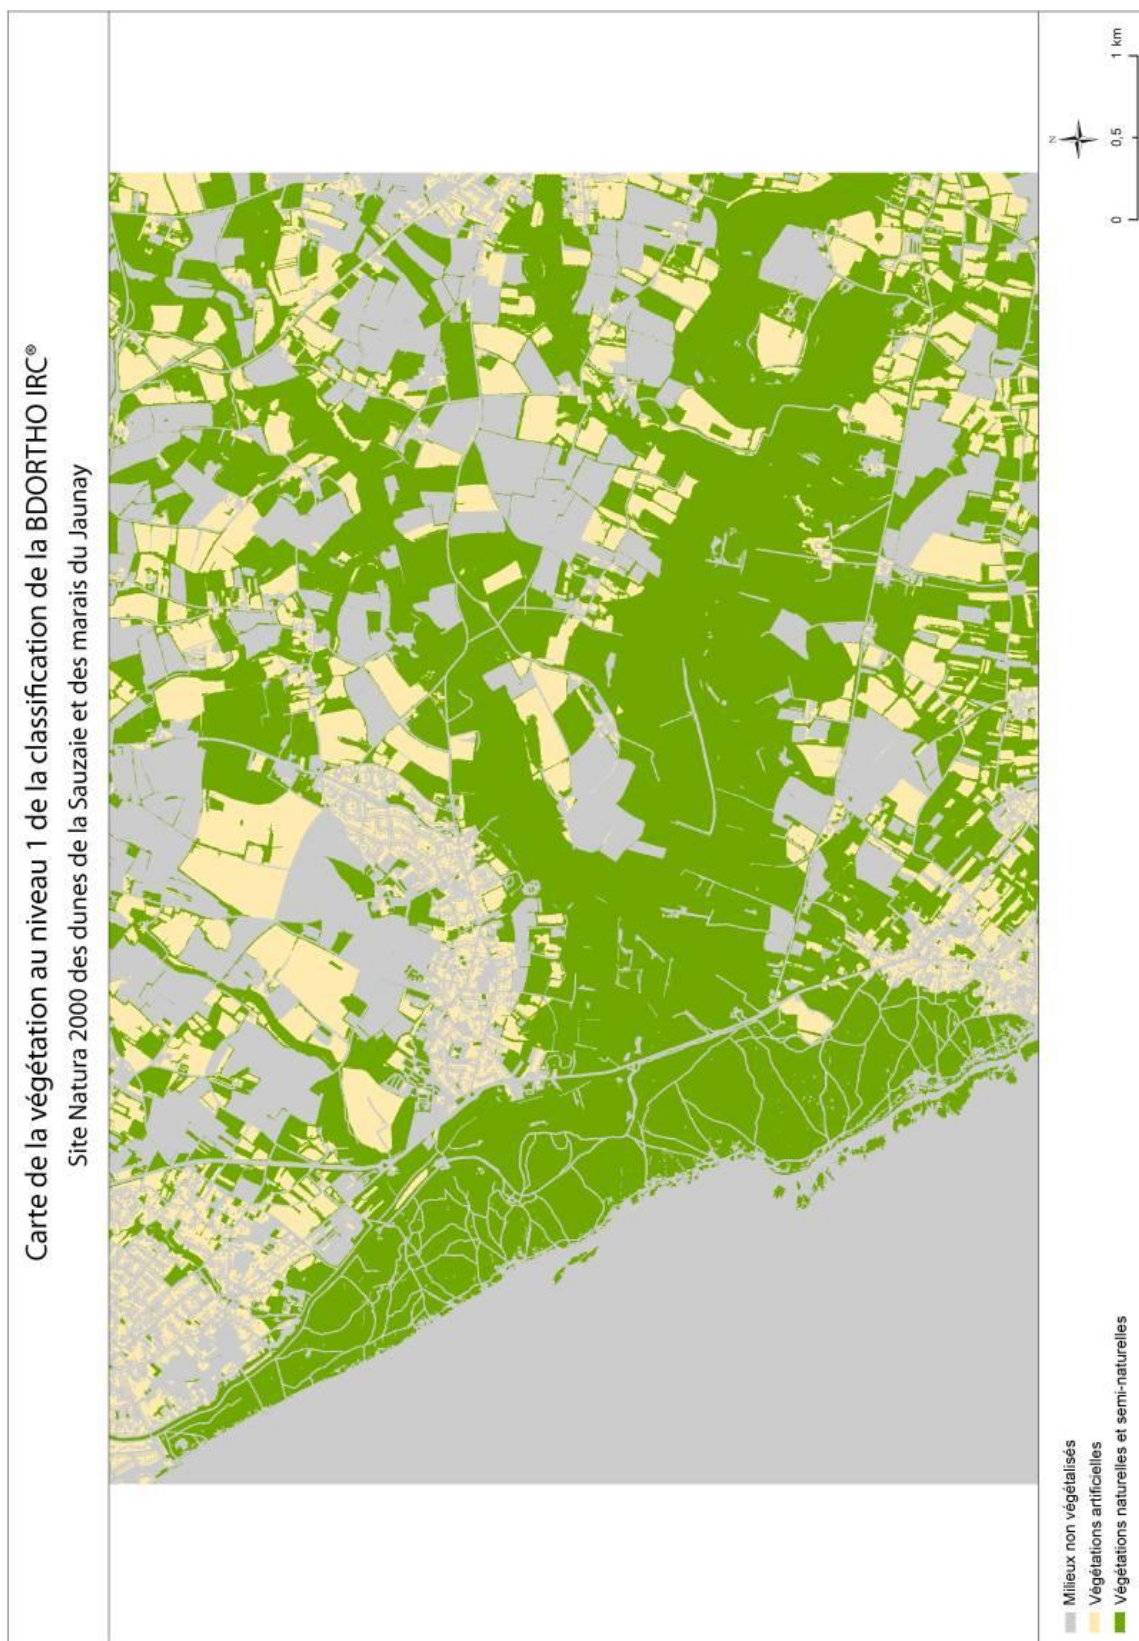 Carte de la végétation au niveau 1 de la classification de la BDORTHO IRC®
Site Natura 2000 des dunes de la Sauzaie et des marais du Jaunay
Milieux non végétalisés
Végétations artificielles
Végétations naturelles et semi-naturelles
N
0 0,5 1 km